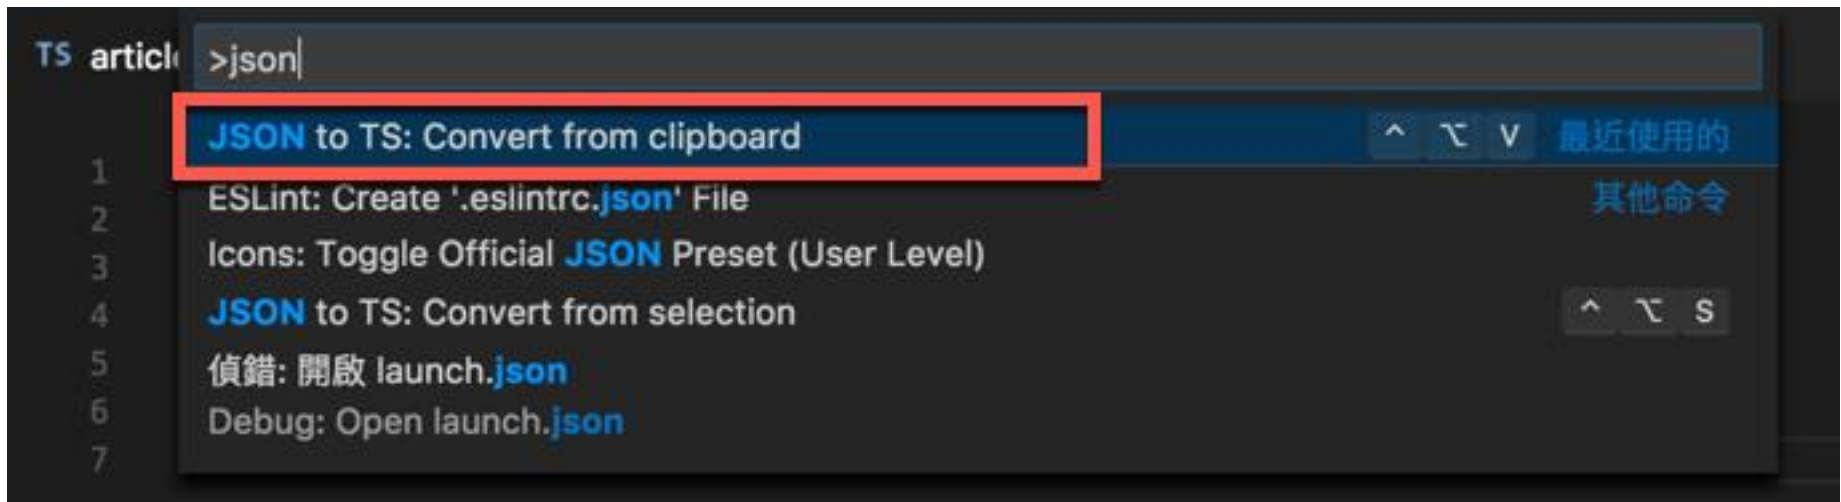 TS article
>json
JSON to TS: Convert from clipboard ^ ⌥ V 最近使用的
1
ESLint: Create '.eslintrc.json' File 其他命令
2
Icons: Toggle Official JSON Preset (User Level)
3
JSON to TS: Convert from selection ^ ⌥ S
4
偵錯: 開啟 launch.json
5
Debug: Open launch.json
6
7